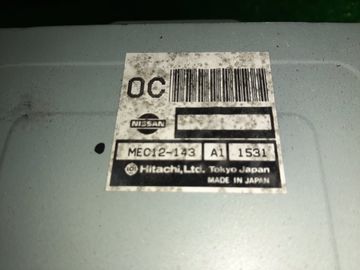 OC
NISSAN
MEC12-143 A1 1531
Hitachi, Ltd. Tokyo Japan
MADE IN JAPAN